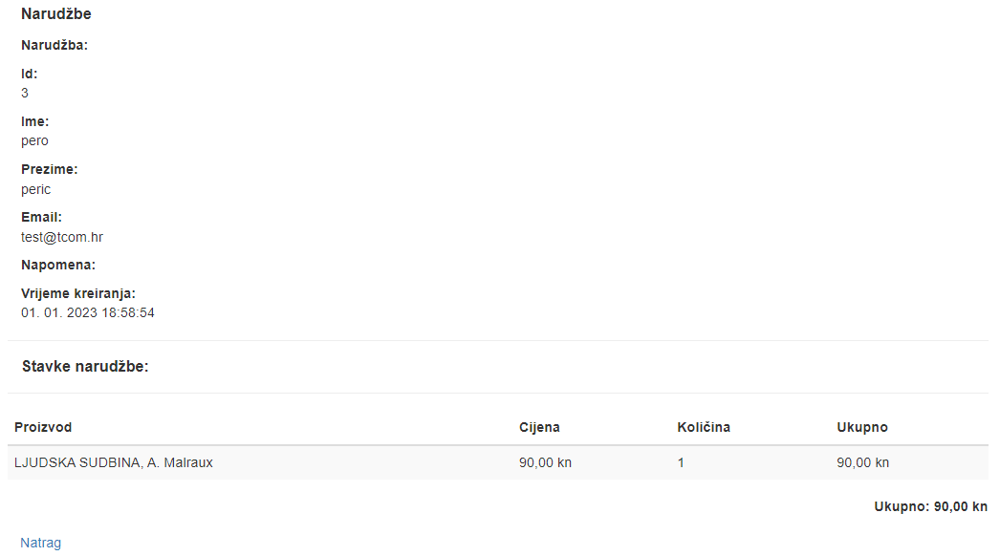 Narudžbe
Narudžba:
Id:
3
Ime:
pero
Prezime:
peric
Email:
test@tcom.hr
Napomena:
Vrijeme kreiranja:
01. 01. 2023 18:58:54
Stavke narudžbe:
Proizvod Cijena Količina Ukupno
LJUDSKA SUDBINA, A. Malraux 90,00 kn 1 90,00 kn
Ukupno: 90,00 kn
Natrag